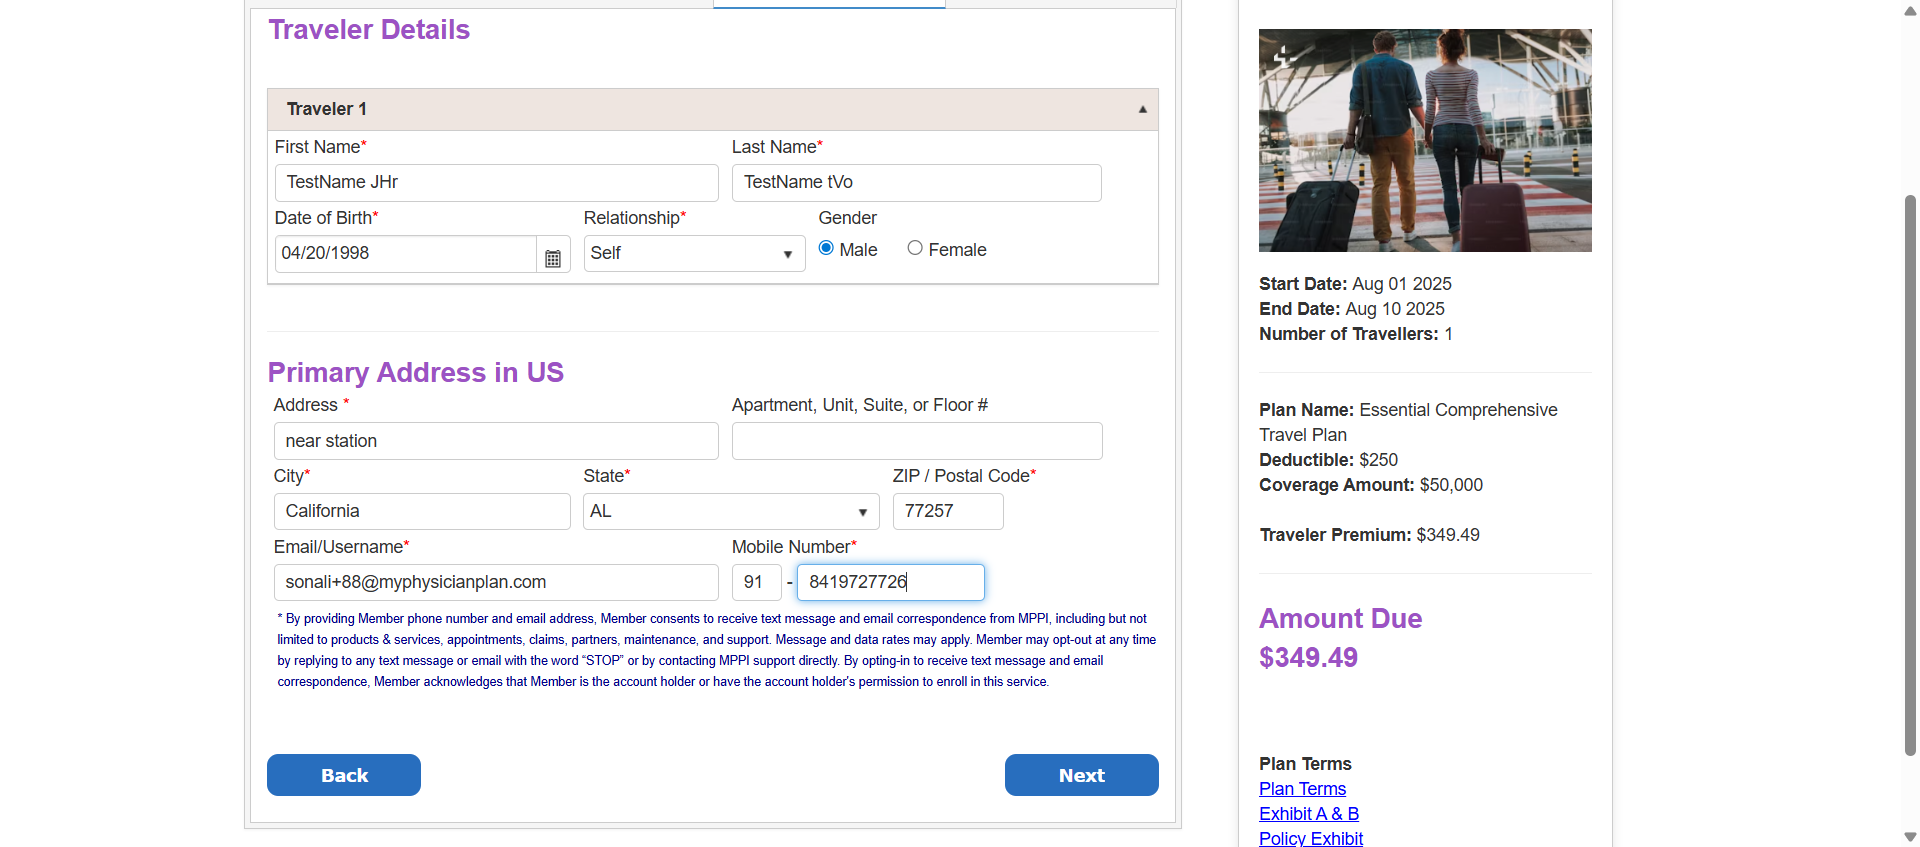 Traveler Details
Traveler 1
First Name* Last Name*
TestName JHr TestName tVo
Date of Birth* Relationship* Gender
04/20/1998 Self Male Female
Primary Address in US
Address * Apartment, Unit, Suite, or Floor #
near station
City* State* ZIP / Postal Code*
California AL 77257
Email/Username* Mobile Number*
sonali+88@myphysicianplan.com 91 - 8419727726
* By providing Member phone number and email address, Member consents to receive text message and email correspondence from MPPI, including but not
limited to products & services, appointments, claims, partners, maintenance, and support. Message and data rates may apply. Member may opt-out at any time
by replying to any text message or email with the word “STOP” or by contacting MPPI support directly. By opting-in to receive text message and email
correspondence, Member acknowledges that Member is the account holder or have the account holder's permission to enroll in this service.
Back Next
Start Date: Aug 01 2025
End Date: Aug 10 2025
Number of Travellers: 1
Plan Name: Essential Comprehensive
Travel Plan
Deductible: $250
Coverage Amount: $50,000
Traveler Premium: $349.49
Amount Due
$349.49
Plan Terms
Plan Terms
Exhibit A & B
Policy Exhibit